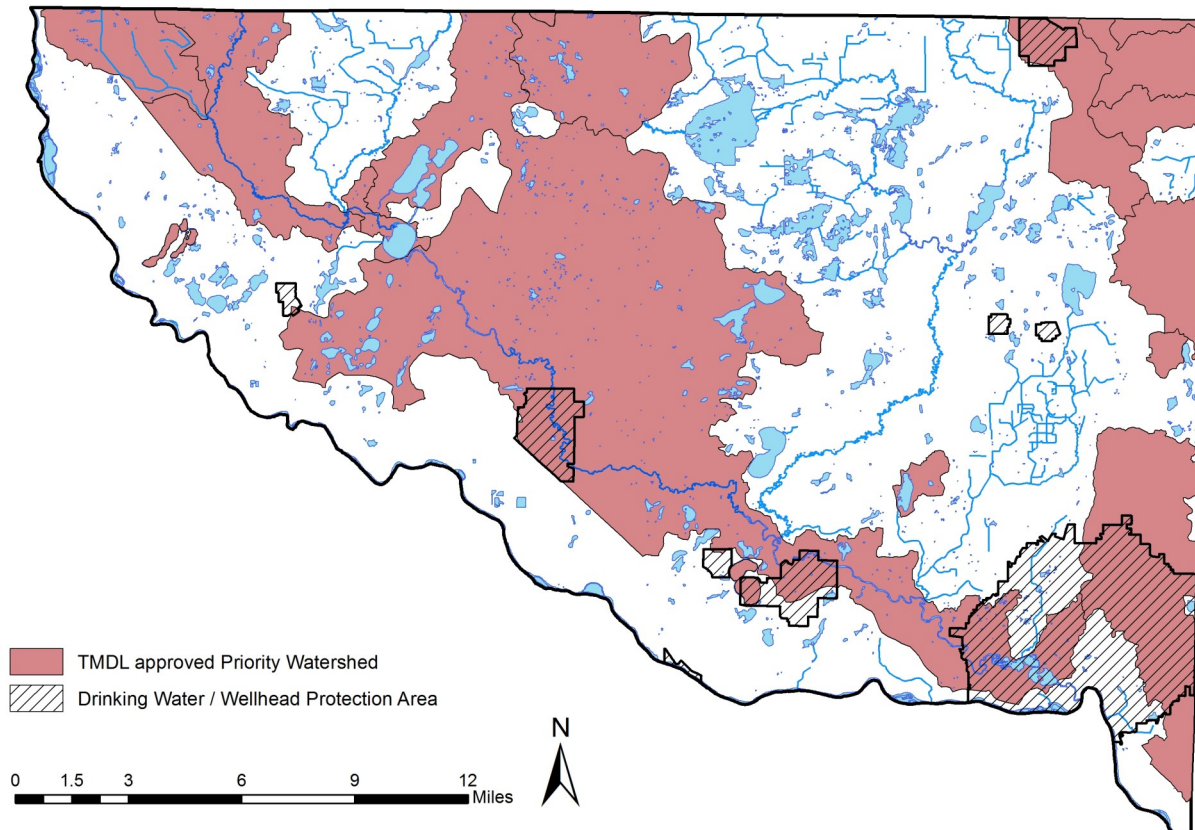 TMDL approved Priority Watershed
Drinking Water / Wellhead Protection Area
N
0 1.5 3 6 9 12
Miles